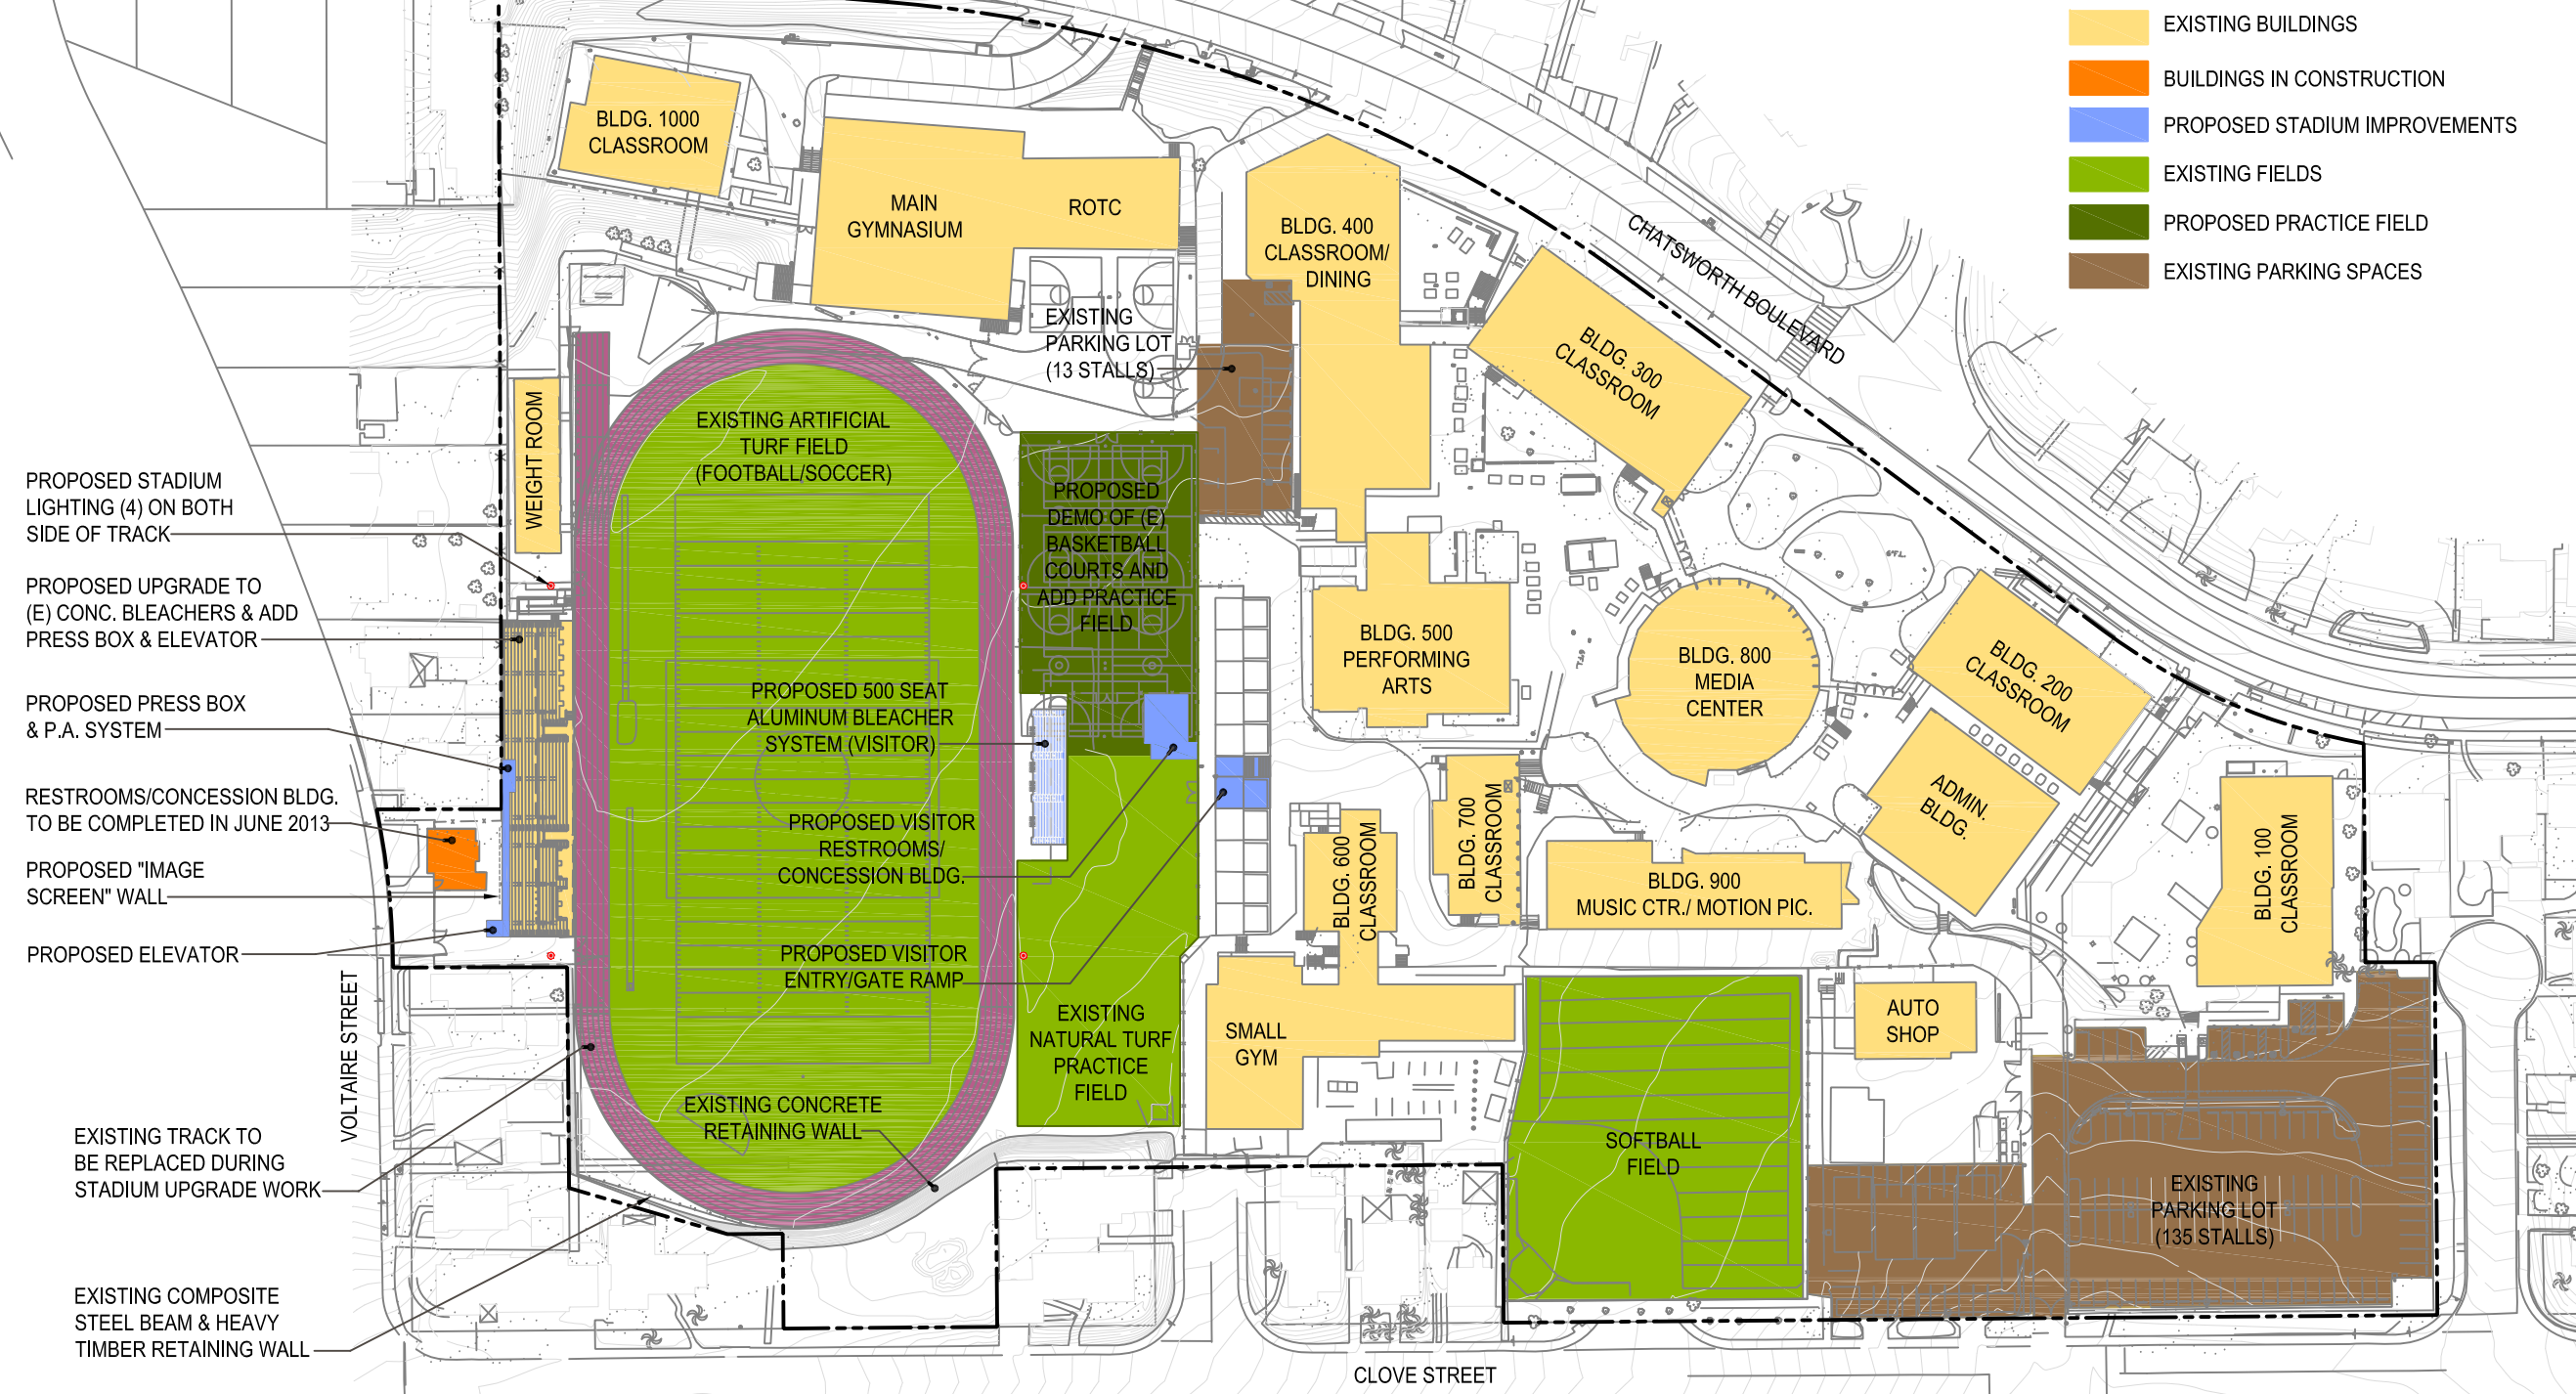 EXISTING BUILDINGS
BUILDINGS IN CONSTRUCTION
PROPOSED STADIUM IMPROVEMENTS
EXISTING FIELDS
PROPOSED PRACTICE FIELD
EXISTING PARKING SPACES
BLDG. 1000
CLASSROOM
MAIN
GYMNASIUM
ROTC
BLDG. 400
CLASSROOM/
DINING
CHATSWORTH BOULEVARD
EXISTING
PARKING LOT
(13 STALLS)
BLDG. 300
CLASSROOM
WEIGHT ROOM
EXISTING ARTIFICIAL
TURF FIELD
(FOOTBALL/SOCCER)
PROPOSED STADIUM
LIGHTING (4) ON BOTH
SIDE OF TRACK
PROPOSED
DEMO OF (E)
BASKETBALL
COURTS AND
ADD PRACTICE
FIELD
PROPOSED UPGRADE TO
(E) CONC. BLEACHERS & ADD
PRESS BOX & ELEVATOR
BLDG. 500
PERFORMING
ARTS
BLDG. 800
MEDIA
CENTER
BLDG. 200
CLASSROOM
PROPOSED PRESS BOX
& P.A. SYSTEM
PROPOSED 500 SEAT
ALUMINUM BLEACHER
SYSTEM (VISITOR)
RESTROOMS/CONCESSION BLDG.
TO BE COMPLETED IN JUNE 2013
PROPOSED VISITOR
RESTROOMS/
CONCESSION BLDG.
BLDG. 600
CLASSROOM
BLDG. 700
CLASSROOM
ADMIN.
BLDG.
BLDG. 100
CLASSROOM
PROPOSED "IMAGE
SCREEN" WALL
BLDG. 900
MUSIC CTR./ MOTION PIC.
PROPOSED ELEVATOR
PROPOSED VISITOR
ENTRY/GATE RAMP
VOLTAIRE STREET
EXISTING
NATURAL TURF
PRACTICE
FIELD
SMALL
GYM
AUTO
SHOP
EXISTING CONCRETE
RETAINING WALL
EXISTING TRACK TO
BE REPLACED DURING
STADIUM UPGRADE WORK
SOFTBALL
FIELD
EXISTING
PARKING LOT
(135 STALLS)
EXISTING COMPOSITE
STEEL BEAM & HEAVY
TIMBER RETAINING WALL
CLOVE STREET